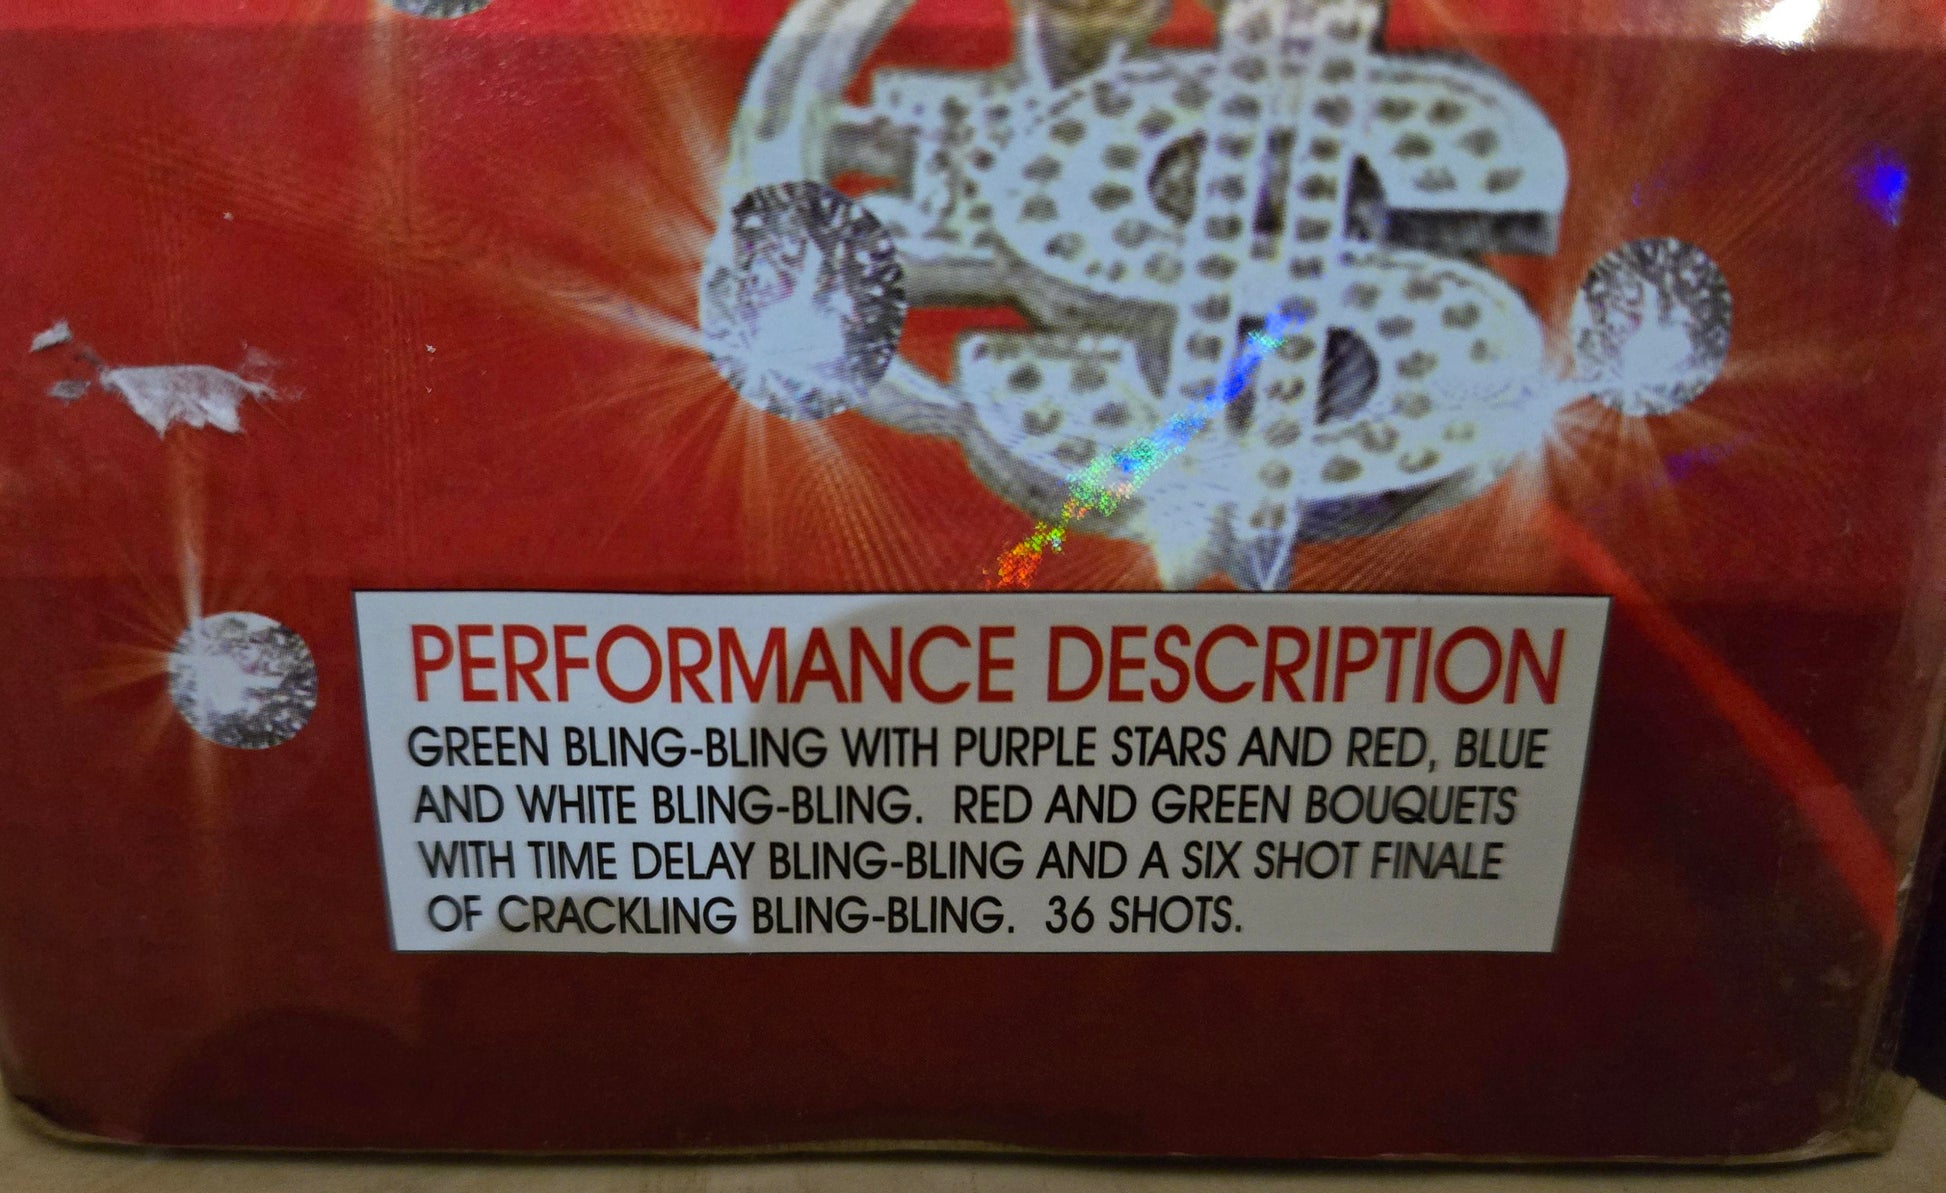 PERFORMANCE DESCRIPTION
GREEN BLING-BLING WITH PURPLE STARS AND RED, BLUE
AND WHITE BLING-BLING. RED AND GREEN BOUQUETS
WITH TIME DELAY BLING-BLING AND A SIX SHOT FINALE
OF CRACKLING BLING-BLING. 36 SHOTS.